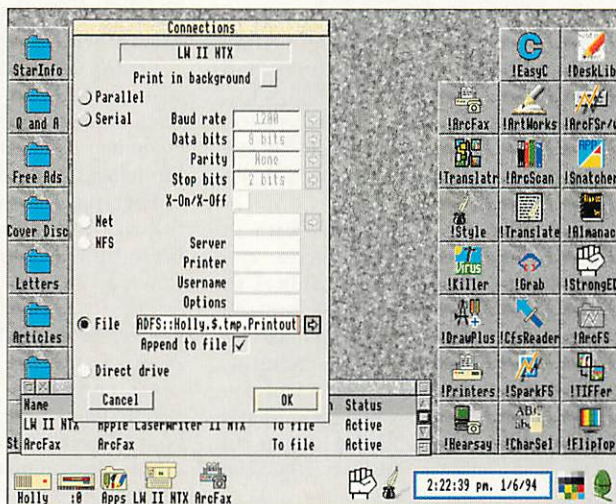 Connections
LW II NTX
Print in background
Parallel
Serial
Baud rate 1200
Data bits 8 bits
Parity None
Stop bits 2 bits
X-On/X-Off
Net
NFS
Server
Printer
Username
Options
File ADFS::Holly.$.tmp.Printout
Append to file
Direct drive
Cancel
OK
StarInfo
Q and A
Free Ads
Cover Disc
Letters
Articles
St
!EasyC
!DeskLib
!ArcFax
!ArtWorks
!ArcFSr/w
!Translatr
!ArcScan
!Snatcher
!Style
!Translate
!Almanac
Virus
!Killer
!Grab
!StrongED
!DrawPlus
!CfsReader
!ArcFS
!Printers
!SparkFS
!TIFFer
!Hearsay
!CharSel
!FlipTop
Name
Status
LW II NTX Apple LaserWriter II NTX To file Active
ArcFax ArcFax To file Active
Holly
:0
Apps
LW II NTX
ArcFax
2:22:39 pm. 1/6/94